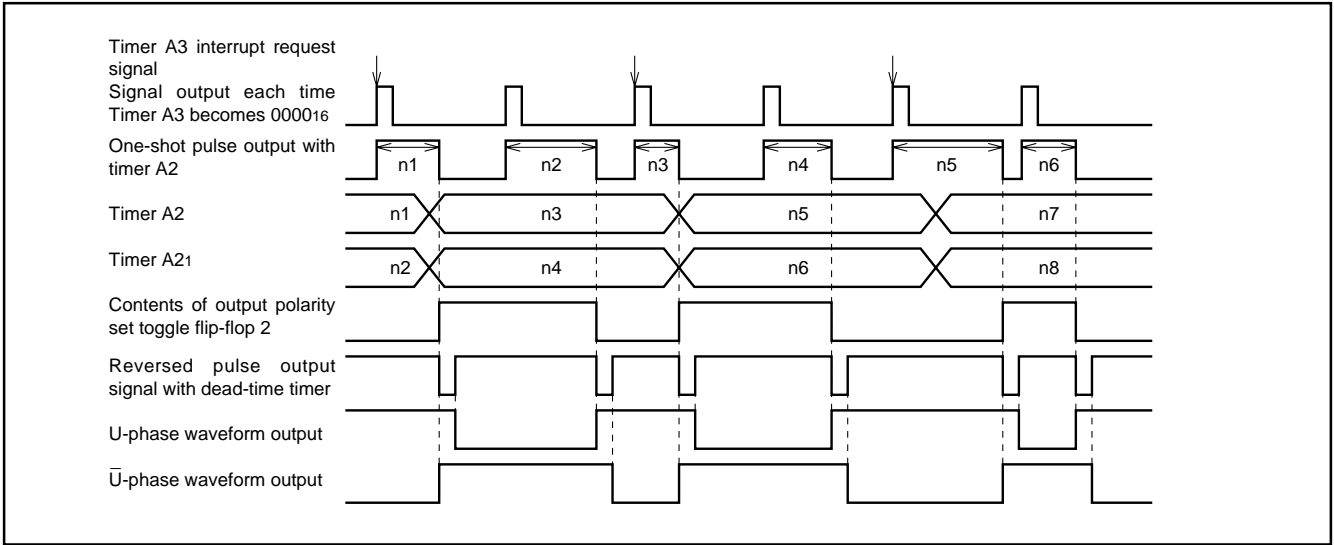 Timer A3 interrupt request
signal
Signal output each time
Timer A3 becomes 000016
One-shot pulse output with
timer A2
n1 n2 n3 n4 n5 n6
Timer A2
n1 n3 n5 n7
Timer A21
n2 n4 n6 n8
Contents of output polarity
set toggle flip-flop 2
Reversed pulse output
signal with dead-time timer
U-phase waveform output
U̅-phase waveform output